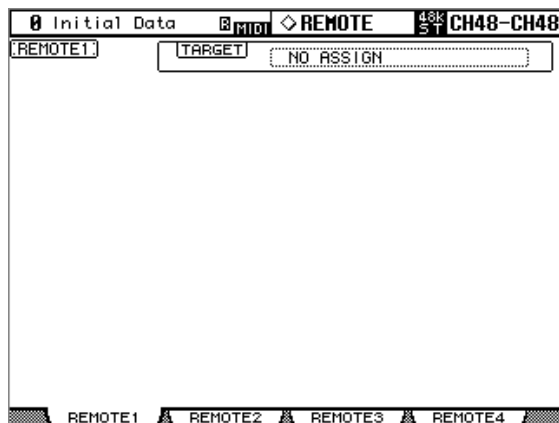 0 Initial Data MIDI ◇REMOTE 48k ST CH48-CH48
REMOTE1 TARGET NO ASSIGN
REMOTE1 REMOTE2 REMOTE3 REMOTE4